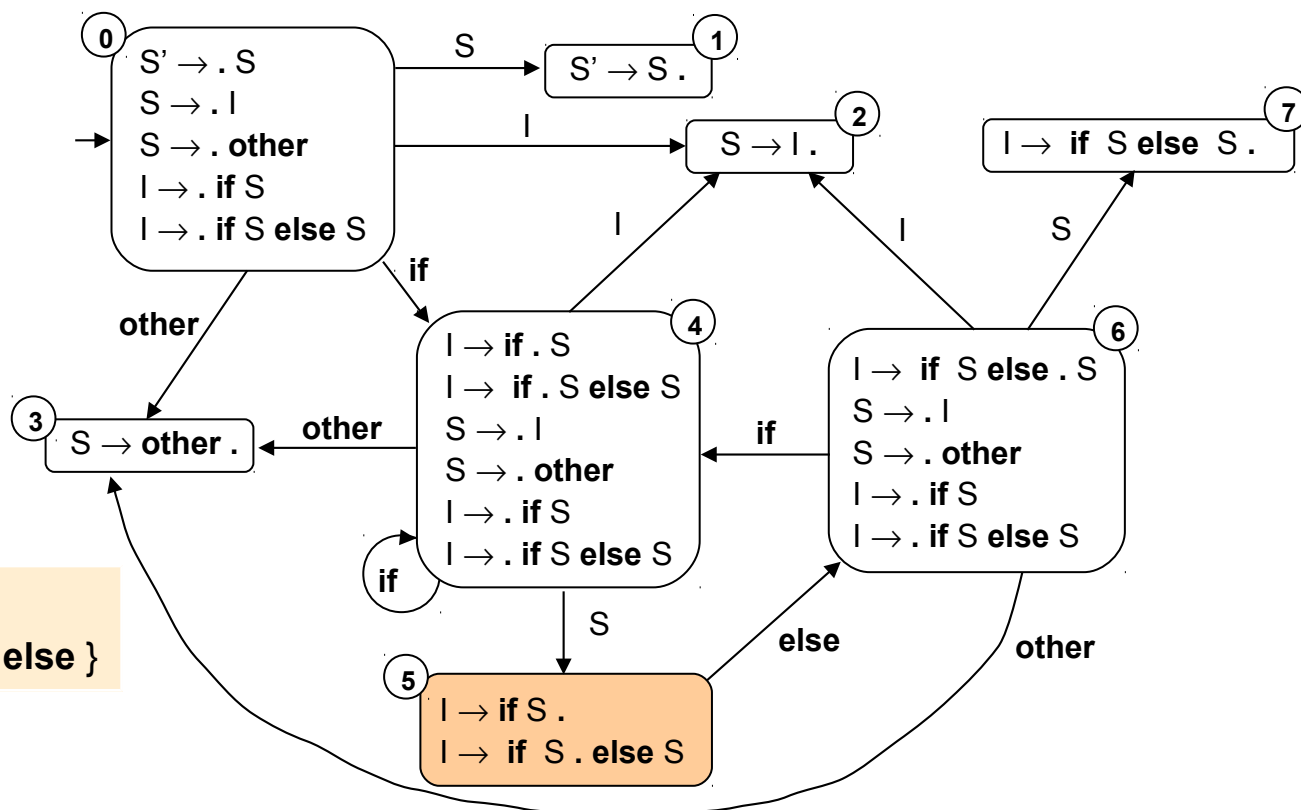 0
S' → . S
S → . I
S → . other
I → . if S
I → . if S else S
S
1
S' → S .
I
2
S → I .
7
I → if S else S .
other
if
I
I
S
4
I → if . S
I → if . S else S
S → . I
S → . other
I → . if S
I → . if S else S
6
I → if S else . S
S → . I
S → . other
I → . if S
I → . if S else S
3
S → other .
other
if
if
S
else
other
else }
5
I → if S .
I → if S . else S